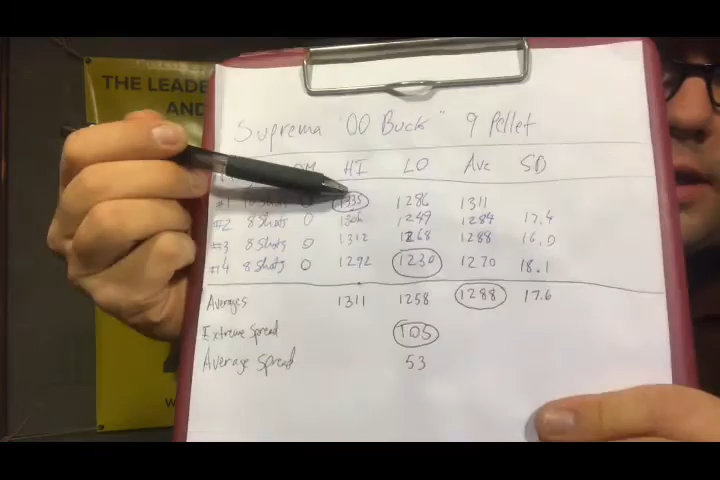 THE LEADE
AND
Suprema "00 Buck" 9 Pellet
HI LO Avg SD
#1 1335 1286 1311
#2 8 Shots 0 1306 1249 1284 17.4
#3 8 Shots 0 1312 1268 1288 16.0
#4 8 Shots 0 1292 1230 1270 18.1
Averages 1311 1258 1288 17.6
Extreme Spread 105
Average Spread 53
W